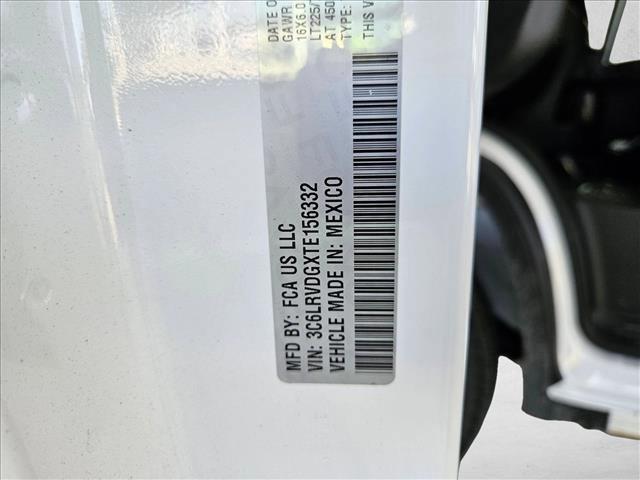 DATE O
GAWR
16X6.0
LT225/
AT 450
TYPE:
THIS V
MFD BY: FCA US LLC
VIN: 3C6LRVDGXTE156332
VEHICLE MADE IN: MEXICO